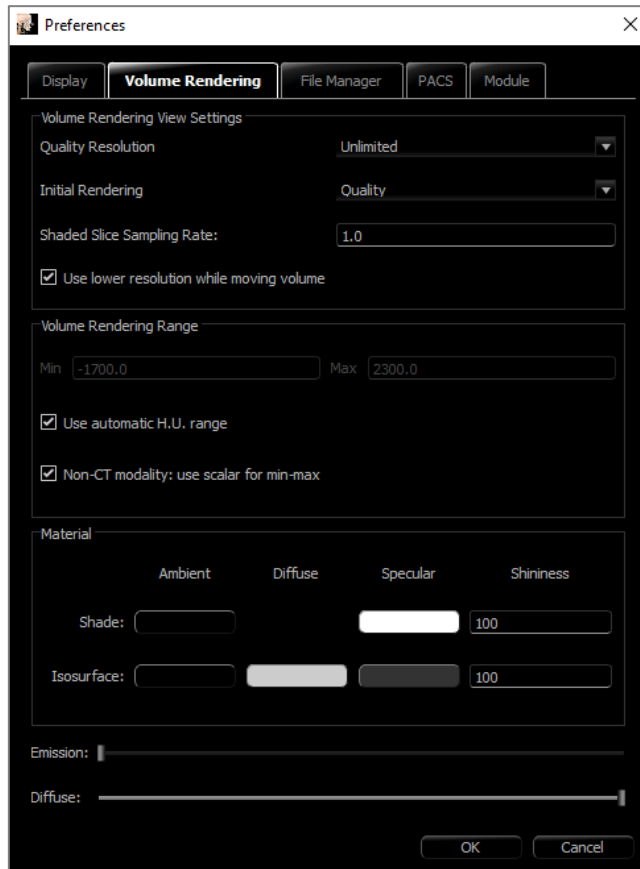 Preferences
Display Volume Rendering File Manager PACS Module
Volume Rendering View Settings
Quality Resolution Unlimited
Initial Rendering Quality
Shaded Slice Sampling Rate: 1.0
Use lower resolution while moving volume
Volume Rendering Range
Min -1700.0 Max 2300.0
Use automatic H.U. range
Non-CT modality: use scalar for min-max
Material
Ambient Diffuse Specular Shininess
Shade: 100
Isosurface: 100
Emission:
Diffuse:
OK Cancel